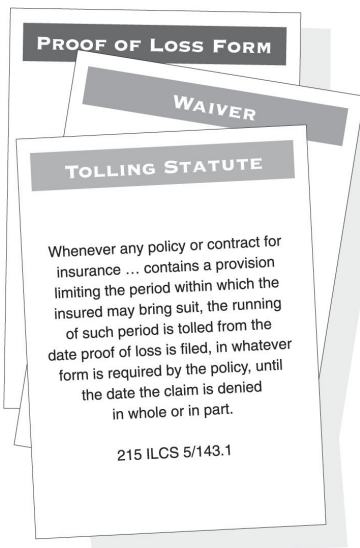 PROOF OF LOSS FORM
WAIVER
TOLLING STATUTE
Whenever any policy or contract for
insurance … contains a provision
limiting the period within which the
insured may bring suit, the running
of such period is tolled from the
date proof of loss is filed, in whatever
form is required by the policy, until
the date the claim is denied
in whole or in part.
215 ILCS 5/143.1